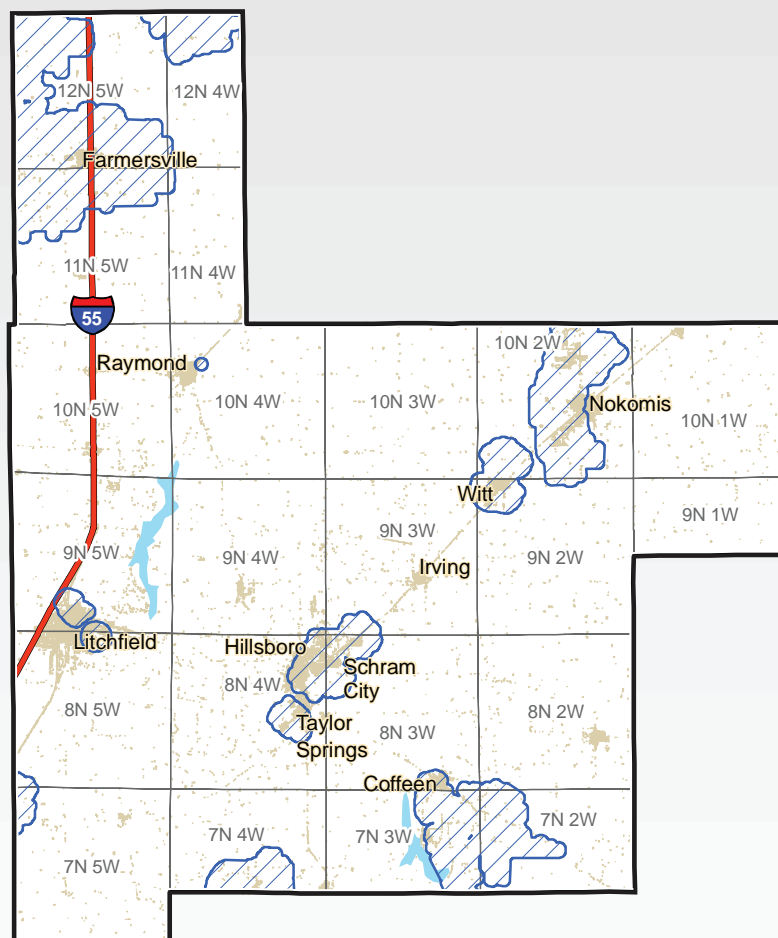 12N 5W
12N 4W
Farmersville
11N 5W
11N 4W
55
10N 2W
Raymond
10N 5W
10N 4W
10N 3W
Nokomis
10N 1W
Witt
9N 1W
9N 3W
9N 5W
9N 4W
Irving
9N 2W
Litchfield
Hillsboro
Schram
City
8N 4W
8N 5W
Taylor
Springs
8N 3W
8N 2W
Coffeen
7N 4W
7N 3W
7N 2W
7N 5W